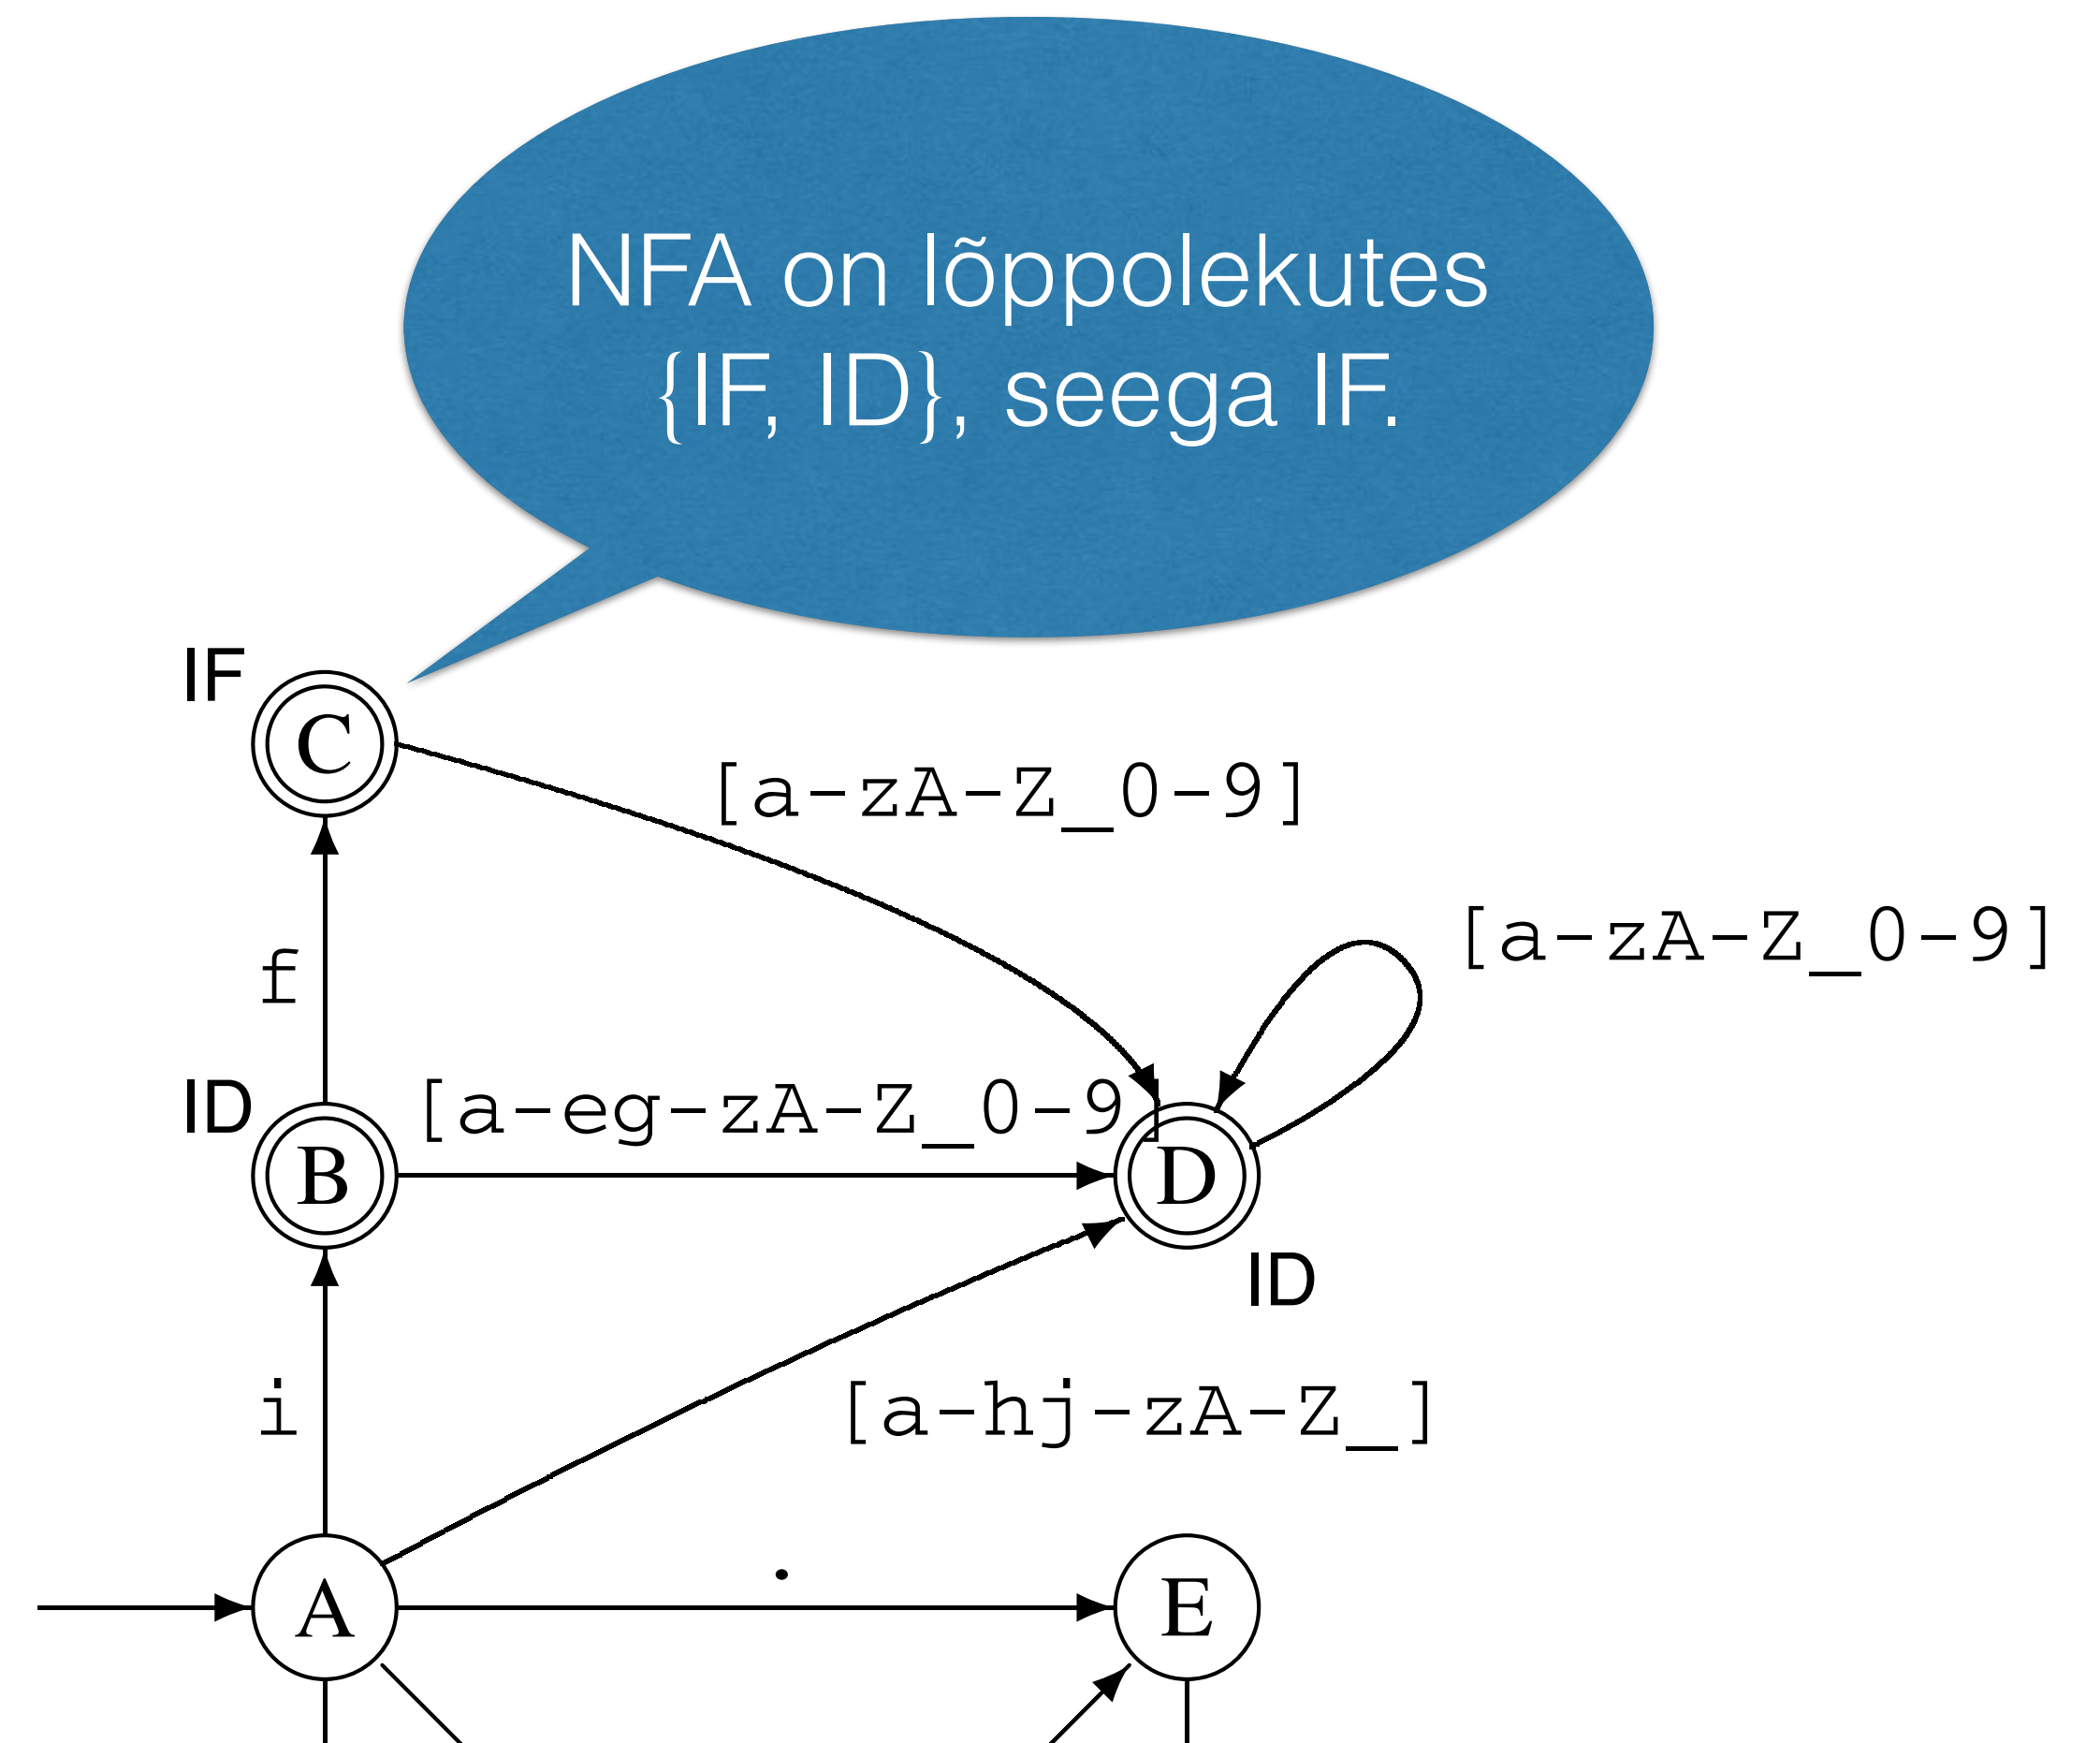 NFA on lõppolekutes
{IF, ID}, seega IF.
IF
C
[a-zA-Z_0-9]
[a-zA-Z_0-9]
f
ID
[a-eg-zA-Z_0-9]
B
D
ID
i
[a-hj-zA-Z_]
.
A
E